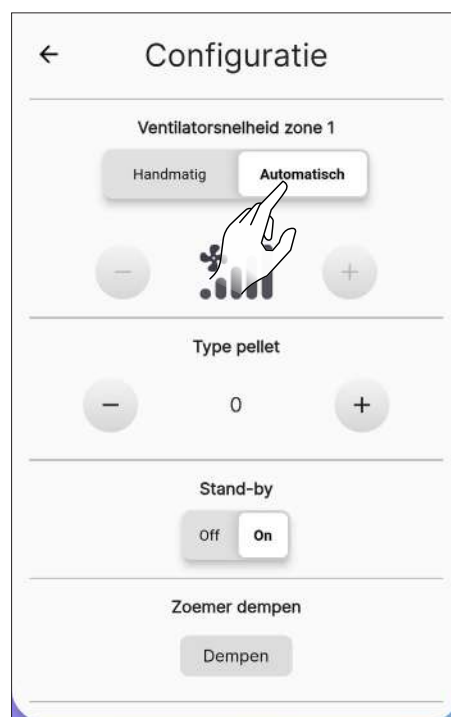 Configuratie
Ventilatorsnelheid zone 1
Handmatig Automatisch
Type pellet
0
Stand-by
Off On
Zoemer dempen
Dempen